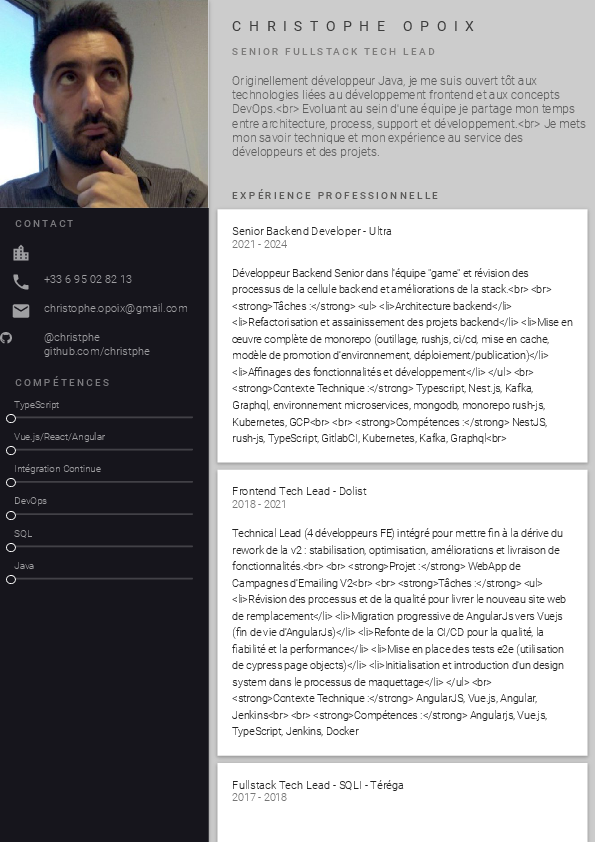 CHRISTOPHE OPOIX
SENIOR FULLSTACK TECH LEAD
Originellement développeur Java, je me suis ouvert tôt aux
technologies liées au développement frontend et aux concepts
DevOps.<br> Evoluant au sein d'une équipe je partage mon temps
entre architecture, process, support et développement.<br> Je mets
mon savoir technique et mon expérience au service des
développeurs et des projets.
CONTACT
+33 6 95 02 82 13
christophe.opoix@gmail.com
@christphe
github.com/christphe
COMPÉTENCES
TypeScript
Vue.js/React/Angular
Intégration Continue
DevOps
SQL
Java
EXPÉRIENCE PROFESSIONNELLE
Senior Backend Developer - Ultra
2021 - 2024
Développeur Backend Senior dans l'équipe "game" et révision des
processus de la cellule backend et améliorations de la stack.<br> <br>
<strong>Tâches :</strong> <ul> <li>Architecture backend</li>
<li>Refactorisation et assainissement des projets backend</li> <li>Mise en
œuvre complète de monorepo (outillage, rushjs, ci/cd, mise en cache,
modèle de promotion d'environnement, déploiement/publication)</li>
<li>Affinages des fonctionnalités et développement</li> </ul> <br>
<strong>Contexte Technique :</strong> Typescript, Nest.js, Kafka,
Graphql, environnement microservices, mongodb, monorepo rush-js,
Kubernetes, GCP<br> <br> <strong>Compétences :</strong> NestJS,
rush-js, TypeScript, GitlabCI, Kubernetes, Kafka, Graphql<br>
Frontend Tech Lead - Dolist
2018 - 2021
Technical Lead (4 développeurs FE) intégré pour mettre fin à la dérive du
rework de la v2 : stabilisation, optimisation, améliorations et livraison de
fonctionnalités.<br> <br> <strong>Projet :</strong> WebApp de
Campagnes d'Emailing V2<br> <br> <strong>Tâches :</strong> <ul>
<li>Révision des process et de la qualité pour livrer le nouveau site web
de remplacement</li> <li>Migration progressive de AngularJs vers Vuejs
(fin de vie d'AngularJs)</li> <li>Refonte de la CI/CD pour la qualité, la
fiabilité et la performance</li> <li>Mise en place des tests e2e (utilisation
de cypress page objects)</li> <li>Initialisation et introduction d'un design
system dans le processus de maquettage</li> </ul> <br>
<strong>Contexte Technique :</strong> AngularJS, Vue.js, Angular,
Jenkins<br> <br> <strong>Compétences :</strong> Angularjs, Vue.js,
TypeScript, Jenkins, Docker
Fullstack Tech Lead - SQLI - Téréga
2017 - 2018